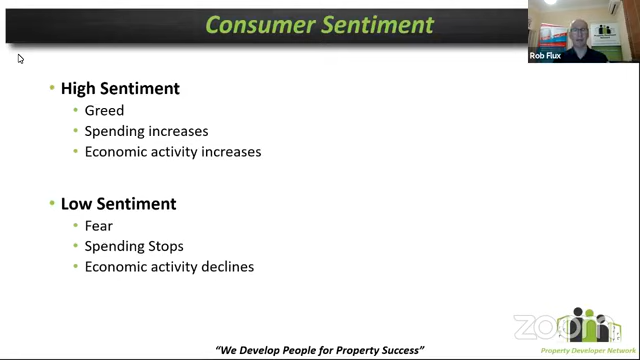 Consumer Sentiment
Rob Flux
• High Sentiment
• Greed
• Spending increases
• Economic activity increases
• Low Sentiment
• Fear
• Spending Stops
• Economic activity declines
zoom
Property Developer Network
“We Develop People for Property Success”